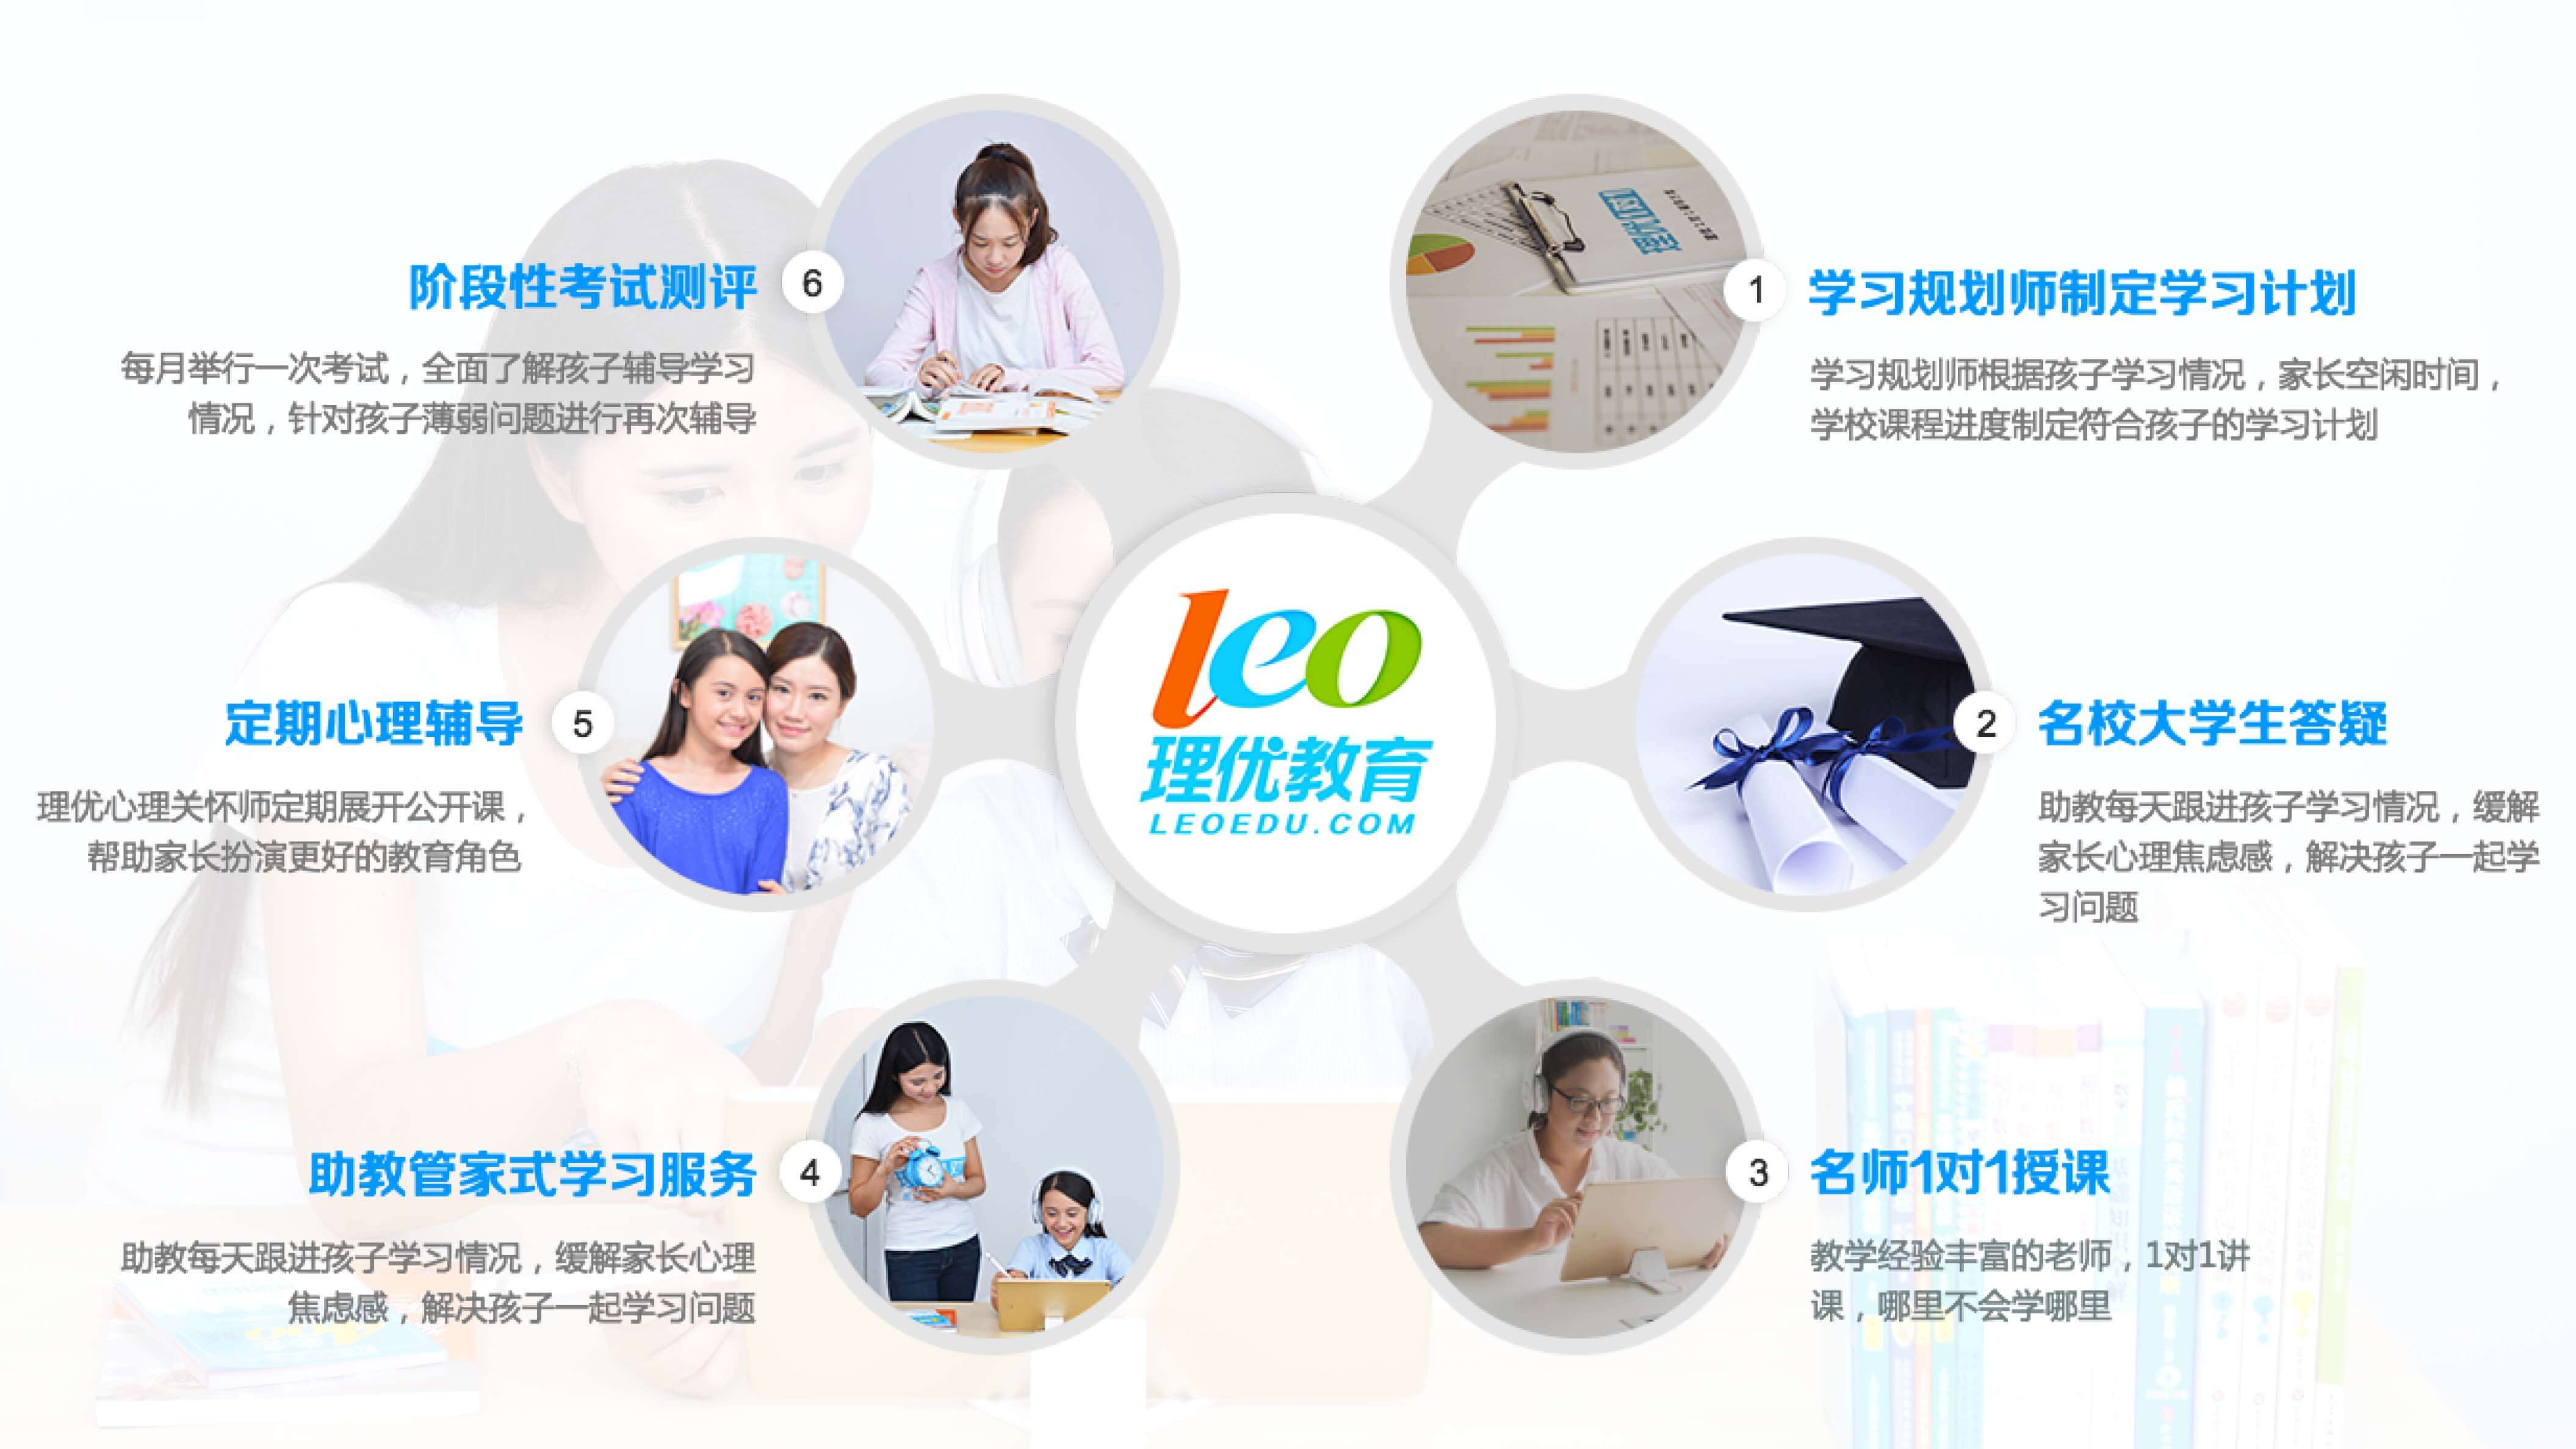 1
学习规划师制定学习计划
学习规划师根据孩子学习情况，家长空闲时间，
学校课程进度制定符合孩子的学习计划
2
名校大学生答疑
助教每天跟进孩子学习情况，缓解
家长心理焦虑感，解决孩子一起学
习问题
3
名师1对1授课
教学经验丰富的老师，1对1讲
课，哪里不会学哪里
4
助教管家式学习服务
助教每天跟进孩子学习情况，缓解家长心理
焦虑感，解决孩子一起学习问题
5
定期心理辅导
理优心理关怀师定期展开公开课，
帮助家长扮演更好的教育角色
6
阶段性考试测评
每月举行一次考试，全面了解孩子辅导学习
情况，针对孩子薄弱问题进行再次辅导
leo
理优教育
LEOEDU.COM